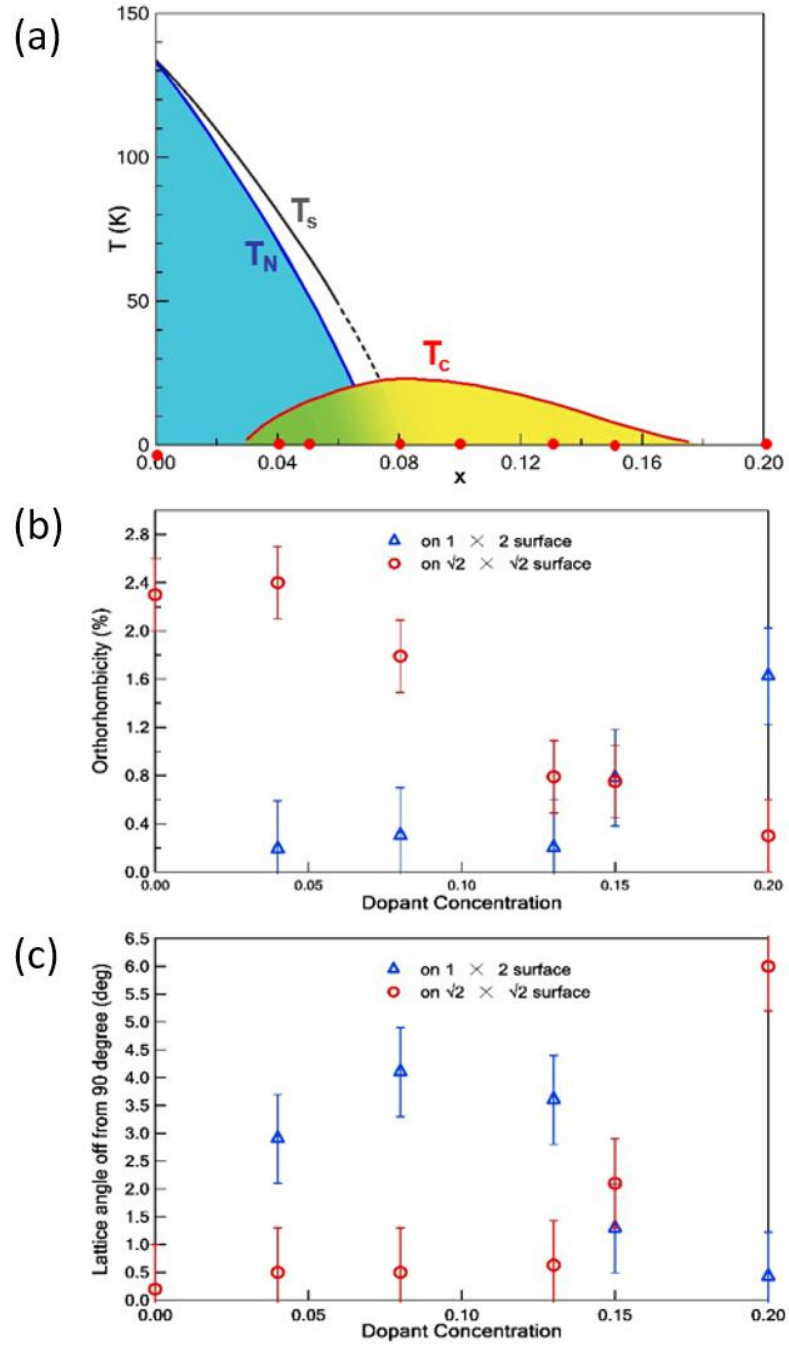 (a)
150
100
50
0
T (K)
T_s
T_N
T_c
0.00 0.04 0.08 0.12 0.16 0.20
x
(b)
2.8
2.4
2.0
1.6
1.2
0.8
0.4
0.0
Orthorhombicity (%)
on 1 × 2 surface
on √2 × √2 surface
0.00 0.05 0.10 0.15 0.20
Dopant Concentration
(c)
6.5
6.0
5.5
5.0
4.5
4.0
3.5
3.0
2.5
2.0
1.5
1.0
0.5
0.0
Lattice angle off from 90 degree (deg)
on 1 × 2 surface
on √2 × √2 surface
0.00 0.05 0.10 0.15 0.20
Dopant Concentration